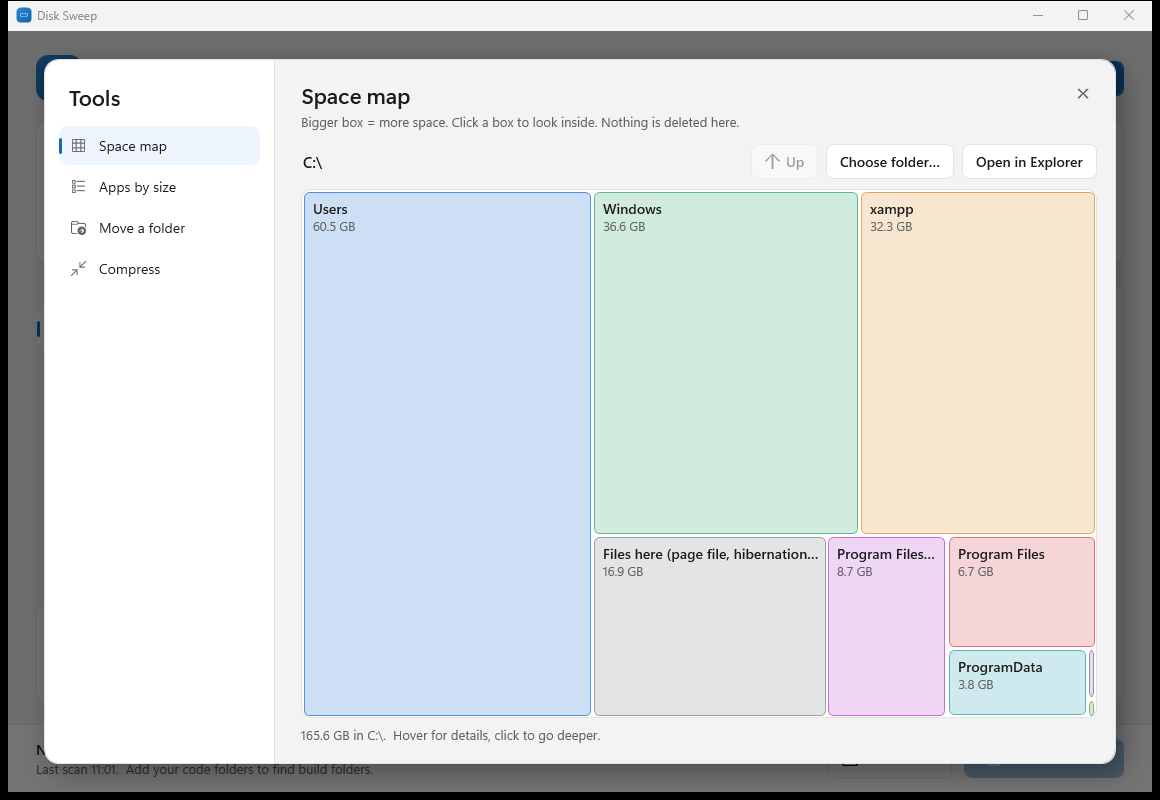 Disk Sweep
Tools
Space map
Apps by size
Move a folder
Compress
Space map
Bigger box = more space. Click a box to look inside. Nothing is deleted here.
C:\
Up
Choose folder...
Open in Explorer
Users
60.5 GB
Windows
36.6 GB
xampp
32.3 GB
Files here (page file, hibernation...
16.9 GB
Program Files...
8.7 GB
Program Files
6.7 GB
ProgramData
3.8 GB
165.6 GB in C:\. Hover for details, click to go deeper.
Last scan 11:01. Add your code folders to find build folders.